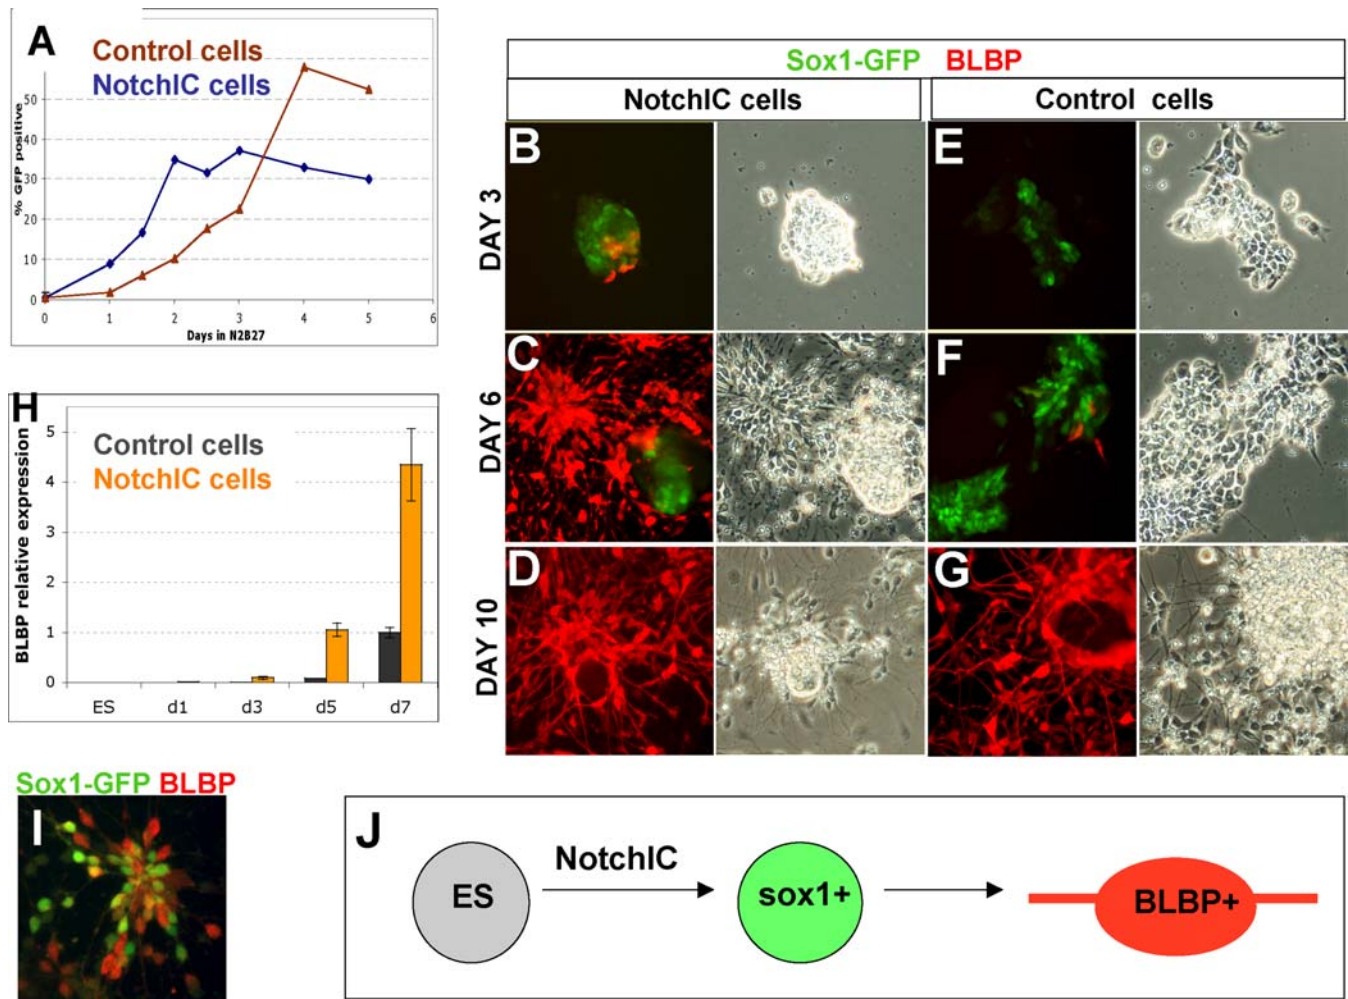 A
Control cells
NotchIC cells
% GFP positive
50
40
30
20
10
0
0 1 2 3 4 5 6
Days in N2B27
Sox1-GFP BLBP
NotchIC cells
Control cells
DAY 3
B
E
DAY 6
C
F
DAY 10
D
G
H
Control cells
NotchIC cells
BLBP relative expression
5
4
3
2
1
0
ES d1 d3 d5 d7
Sox1-GFP BLBP
I
J
ES
NotchIC
sox1+
BLBP+